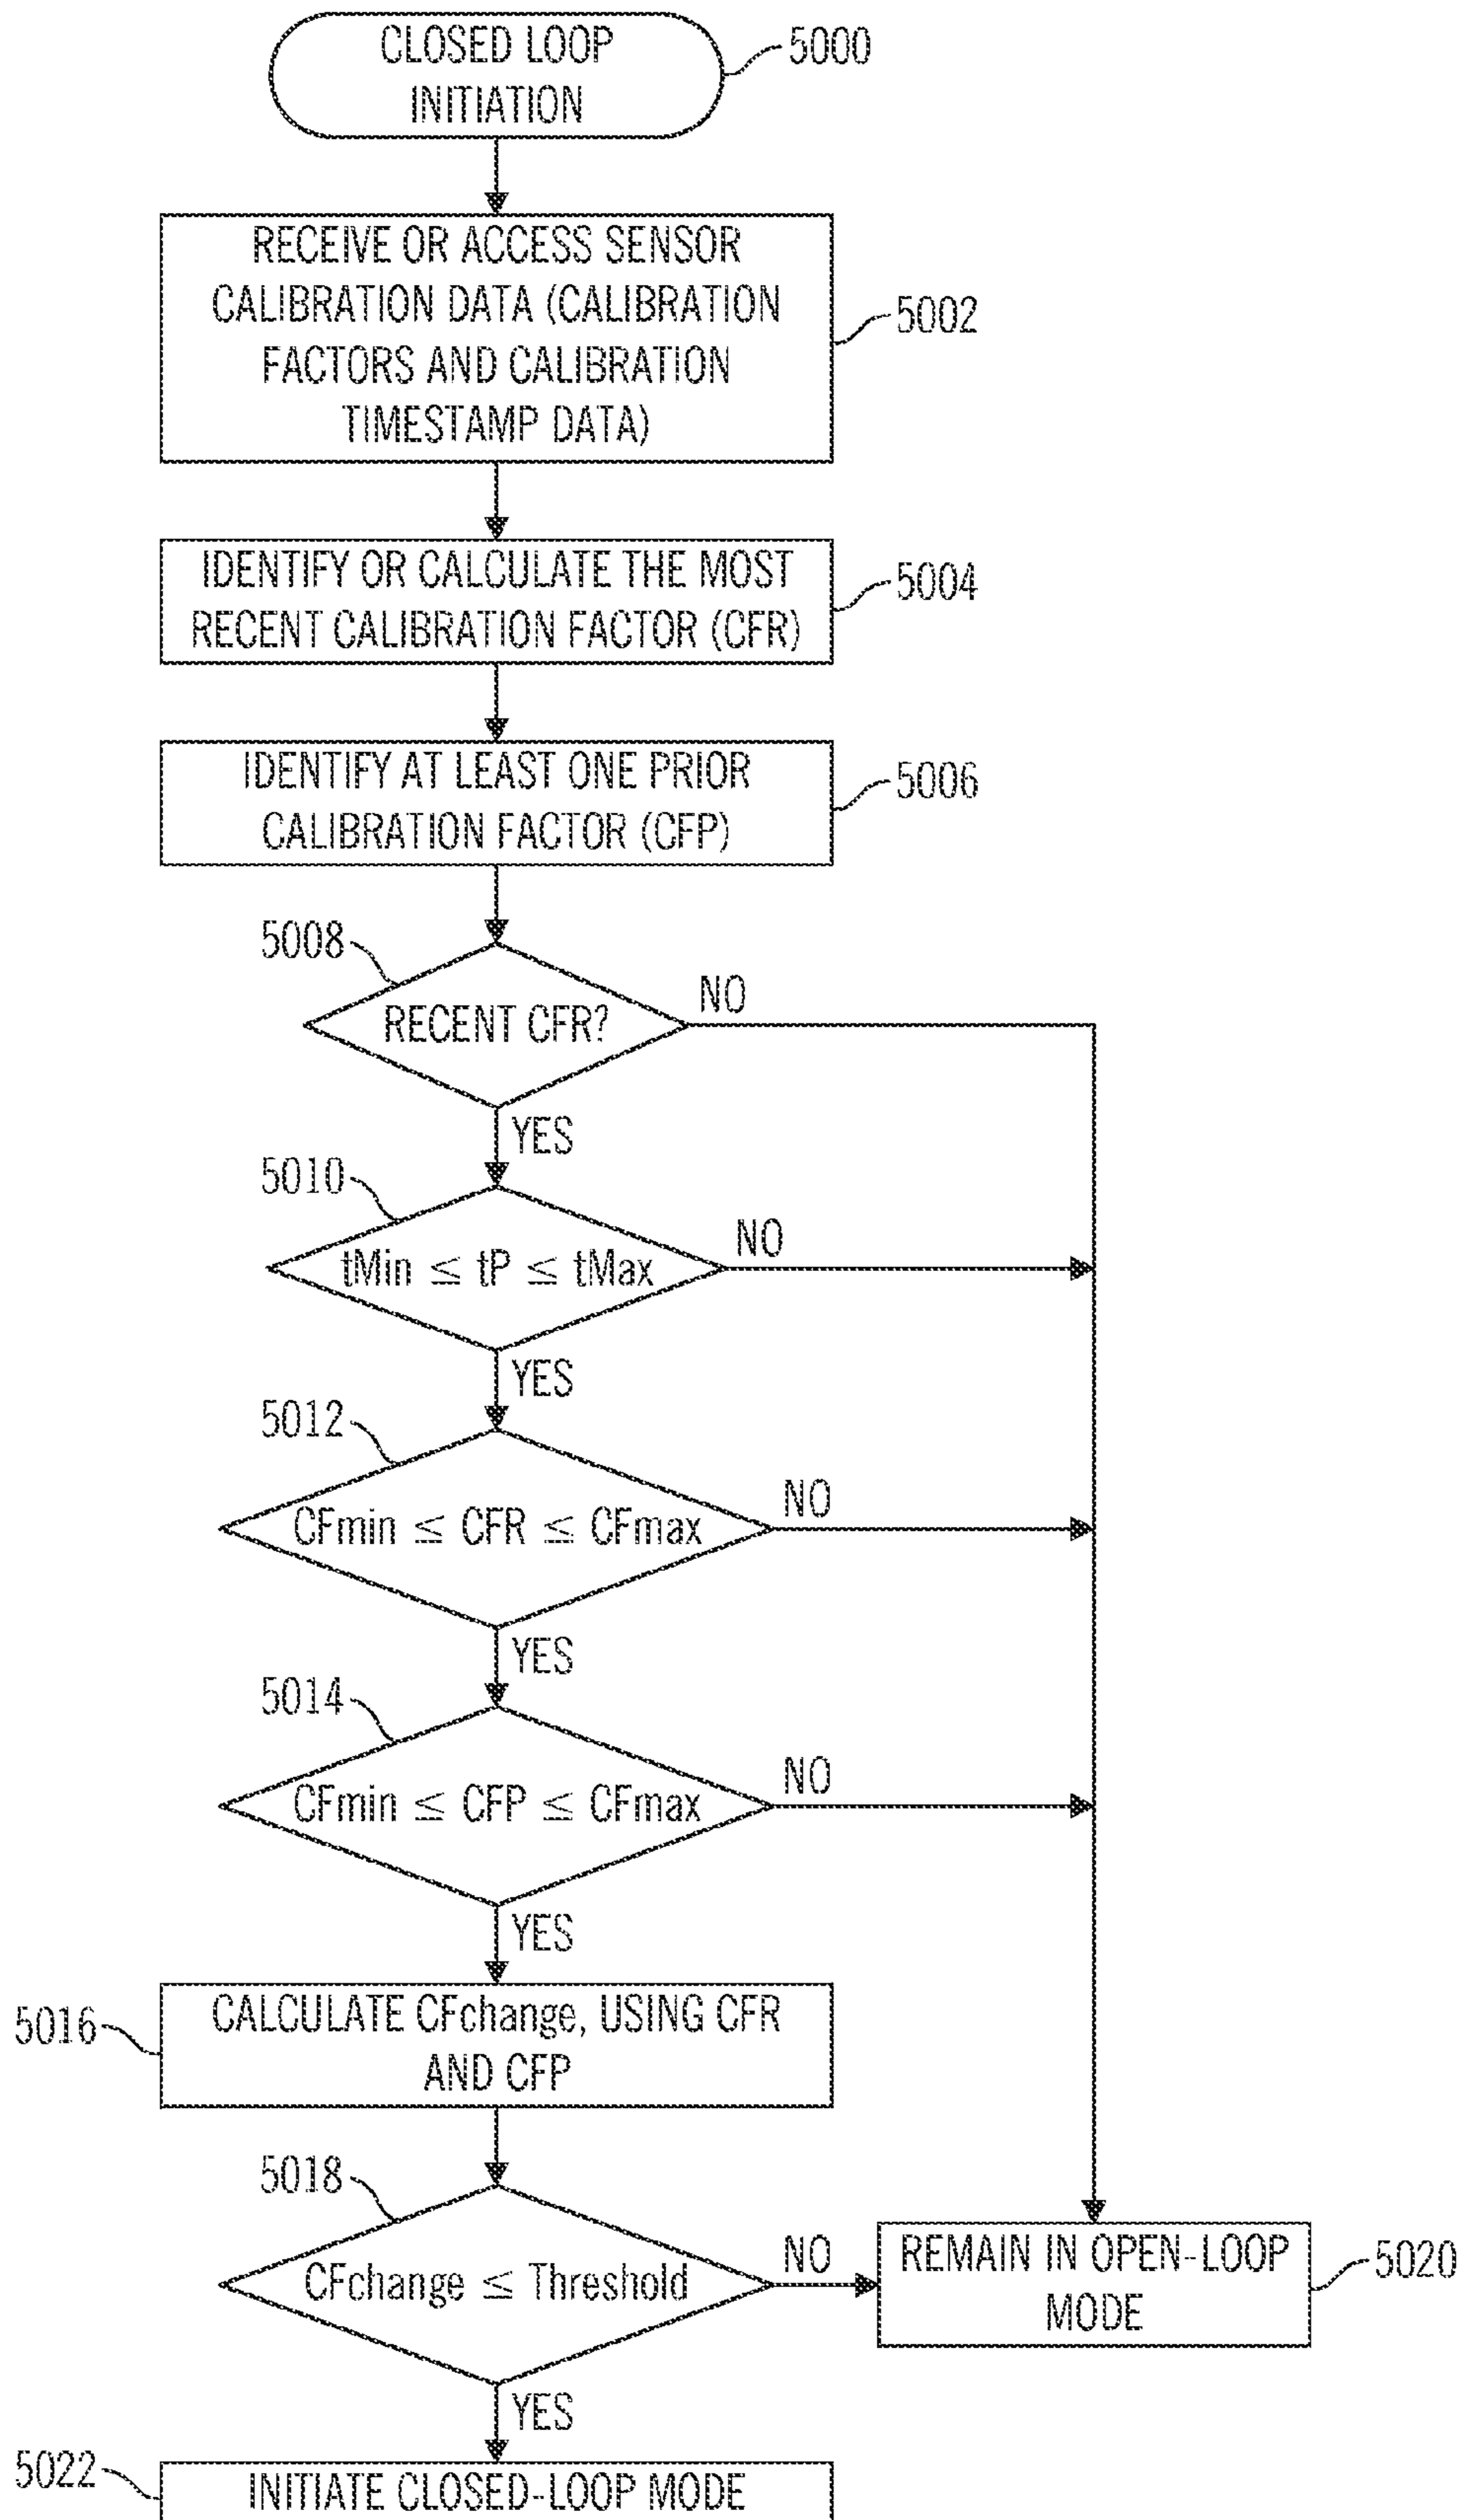 CLOSED LOOP
INITIATION
5000
RECEIVE OR ACCESS SENSOR
CALIBRATION DATA (CALIBRATION
FACTORS AND CALIBRATION
TIMESTAMP DATA)
5002
IDENTIFY OR CALCULATE THE MOST
RECENT CALIBRATION FACTOR (CFR)
5004
IDENTIFY AT LEAST ONE PRIOR
CALIBRATION FACTOR (CFP)
5006
5008
RECENT CFR?
NO
YES
5010
tMin ≤ tP ≤ tMax
NO
YES
5012
CFmin ≤ CFR ≤ CFmax
NO
YES
5014
CFmin ≤ CFP ≤ CFmax
NO
YES
5016
CALCULATE CFchange, USING CFR
AND CFP
5018
CFchange ≤ Threshold
NO
REMAIN IN OPEN-LOOP
MODE
5020
YES
5022
INITIATE CLOSED-LOOP MODE